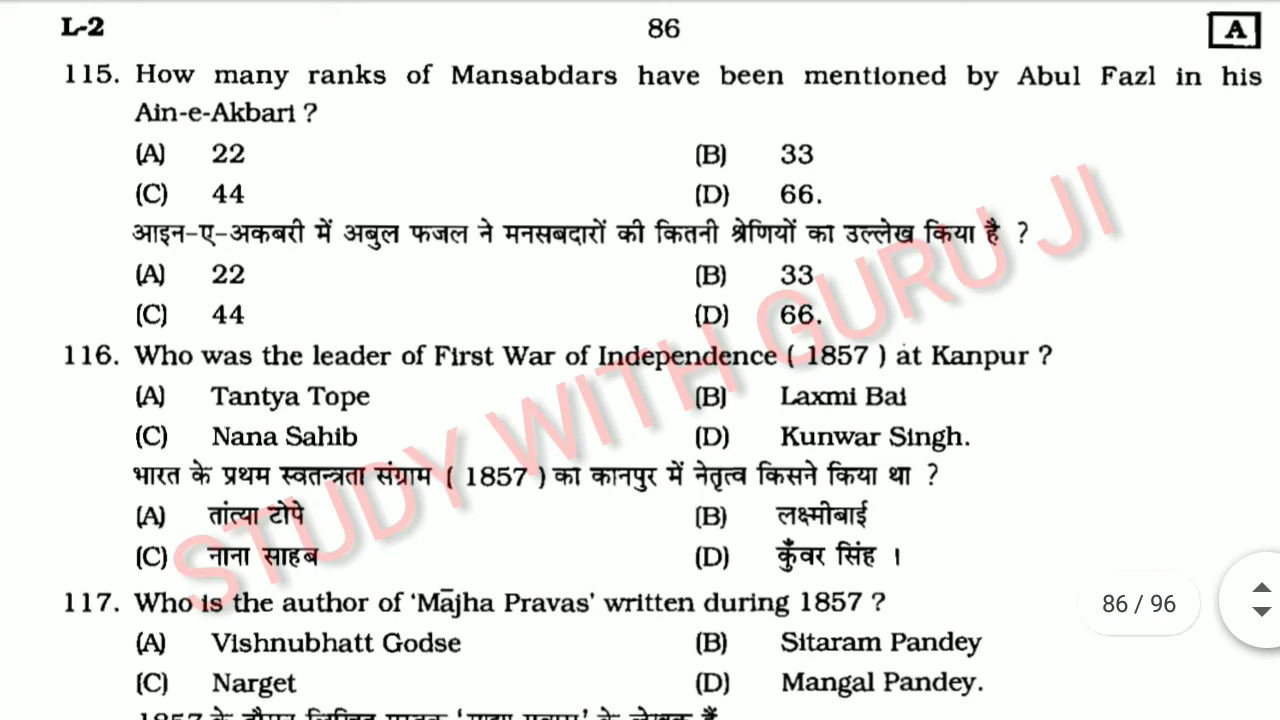 L-2 86 A
115. How many ranks of Mansabdars have been mentioned by Abul Fazl in his
Ain-e-Akbari ?
(A) 22 (B) 33
(C) 44 (D) 66.
आइन-ए-अकबरी में अबुल फजल ने मनसबदारों की कितनी श्रेणियों का उल्लेख किया है ?
(A) 22 (B) 33
(C) 44 (D) 66.
116. Who was the leader of First War of Independence ( 1857 ) at Kanpur ?
(A) Tantya Tope (B) Laxmi Bai
(C) Nana Sahib (D) Kunwar Singh.
भारत के प्रथम स्वतन्त्रता संग्राम ( 1857 ) का कानपुर में नेतृत्व किसने किया था ?
(A) तांत्या टोपे (B) लक्ष्मीबाई
(C) नाना साहब (D) कुँवर सिंह ।
117. Who is the author of ‘Mājha Pravas’ written during 1857 ?
86 / 96
(A) Vishnubhatt Godse (B) Sitaram Pandey
(C) Narget (D) Mangal Pandey.
STUDY WITH GURU JI